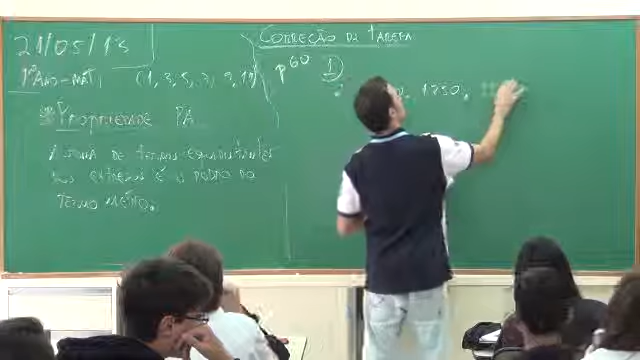 21/05/13
1º Ano - MAT.
(1, 3, 5, 7, 9, 11)
Propriedade PA
A soma de termos equidistantes
dos extremos é o dobro do
termo médio.
Correção da tarefa
p60 1)
1250,